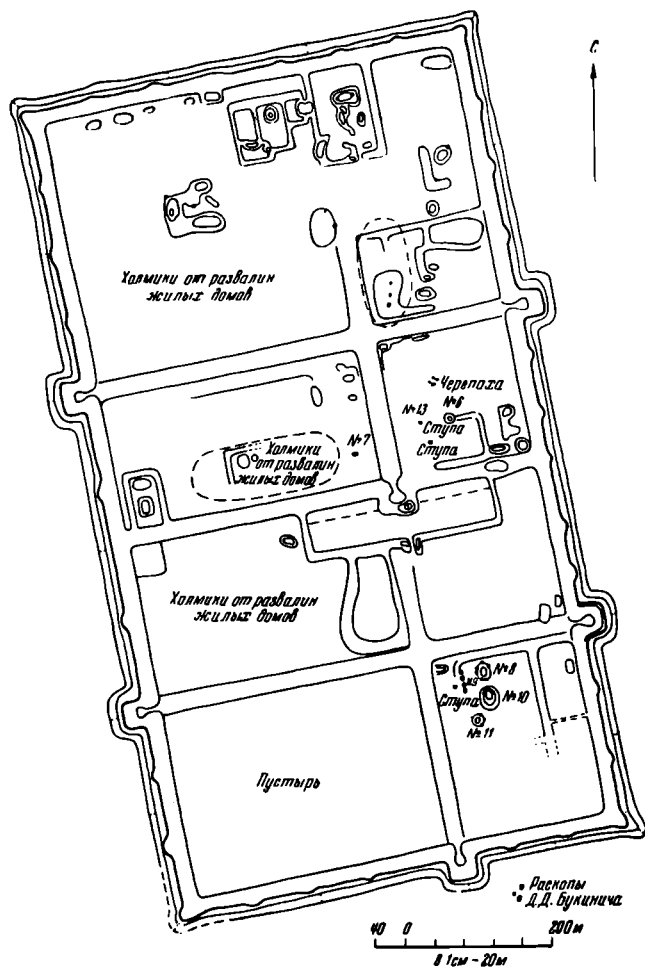 С
Холмики от развалин
жилых домов
Черепаха
№6
№13
Ступа
Ступа
№7
Холмики
от развалин
жилых домов
Холмики от развалин
жилых домов
№8
№9
Ступа
№10
№11
Пустырь
Раскопы
Д.Д. Букинича
40 0 200м
В 1см - 20м